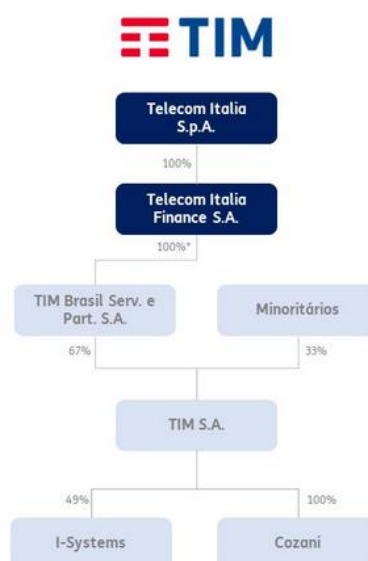 TIM
Telecom Italia
S.p.A.
100%
Telecom Italia
Finance S.A.
100%*
TIM Brasil Serv. e
Part. S.A.
Minoritários
67%
33%
TIM S.A.
49%
100%
I-Systems
Cozani